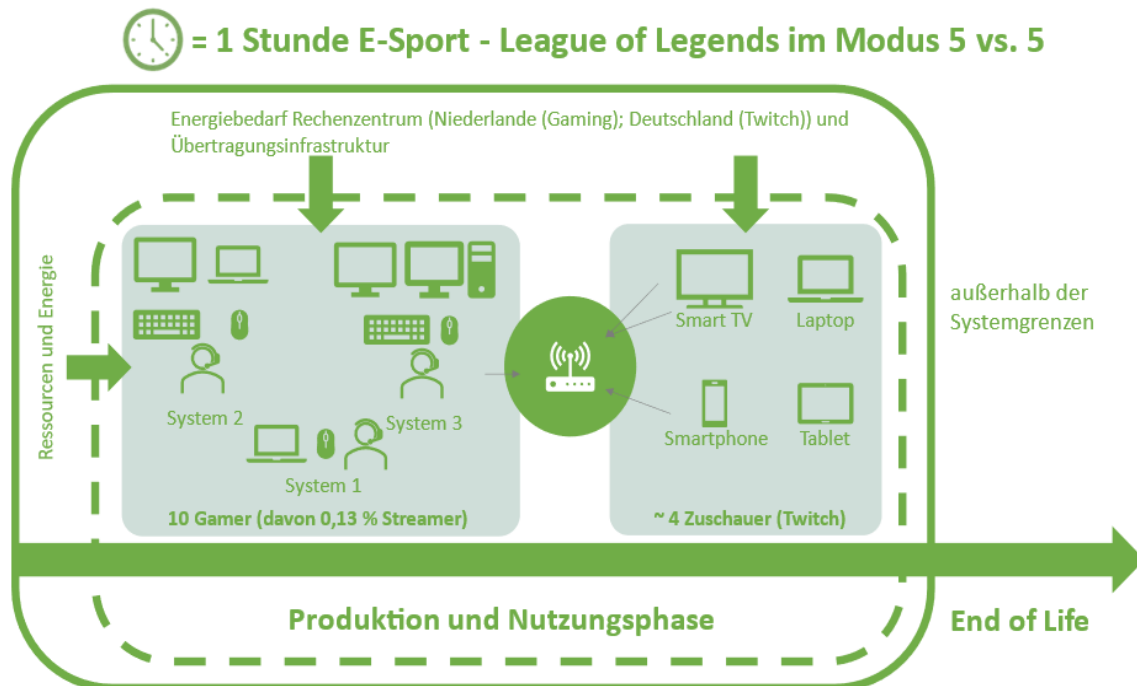 = 1 Stunde E-Sport - League of Legends im Modus 5 vs. 5
Energiebedarf Rechenzentrum (Niederlande (Gaming); Deutschland (Twitch)) und
Übertragungsinfrastruktur
Ressourcen und Energie
System 2
System 3
System 1
10 Gamer (davon 0,13 % Streamer)
Smart TV
Laptop
Smartphone
Tablet
~ 4 Zuschauer (Twitch)
außerhalb der
Systemgrenzen
Produktion und Nutzungsphase
End of Life